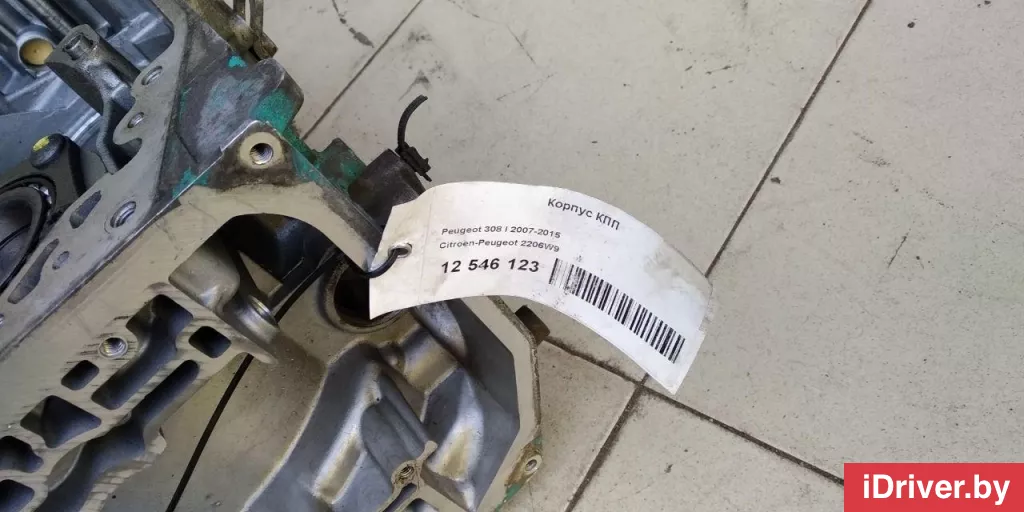 Корпус КПП
Peugeot 308 I 2007-2015
Citroen-Peugeot 2206W9
12 546 123
iDriver.by